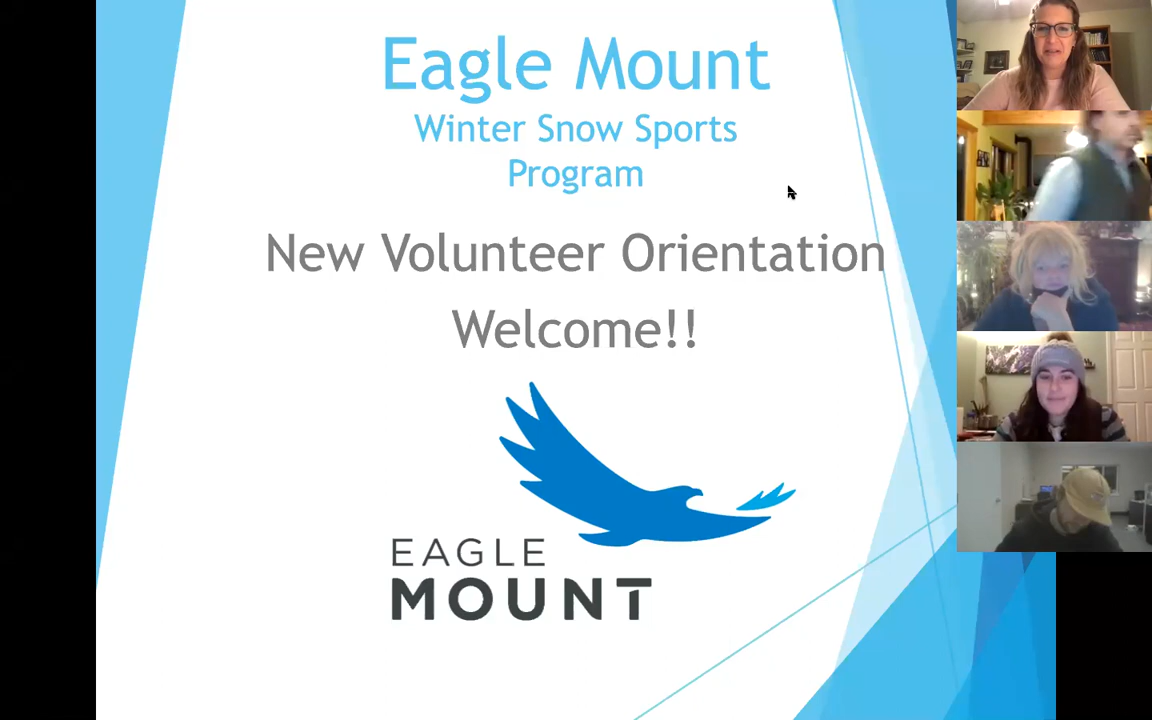 Eagle Mount
Winter Snow Sports
Program
New Volunteer Orientation
Welcome!!
EAGLE
MOUNT